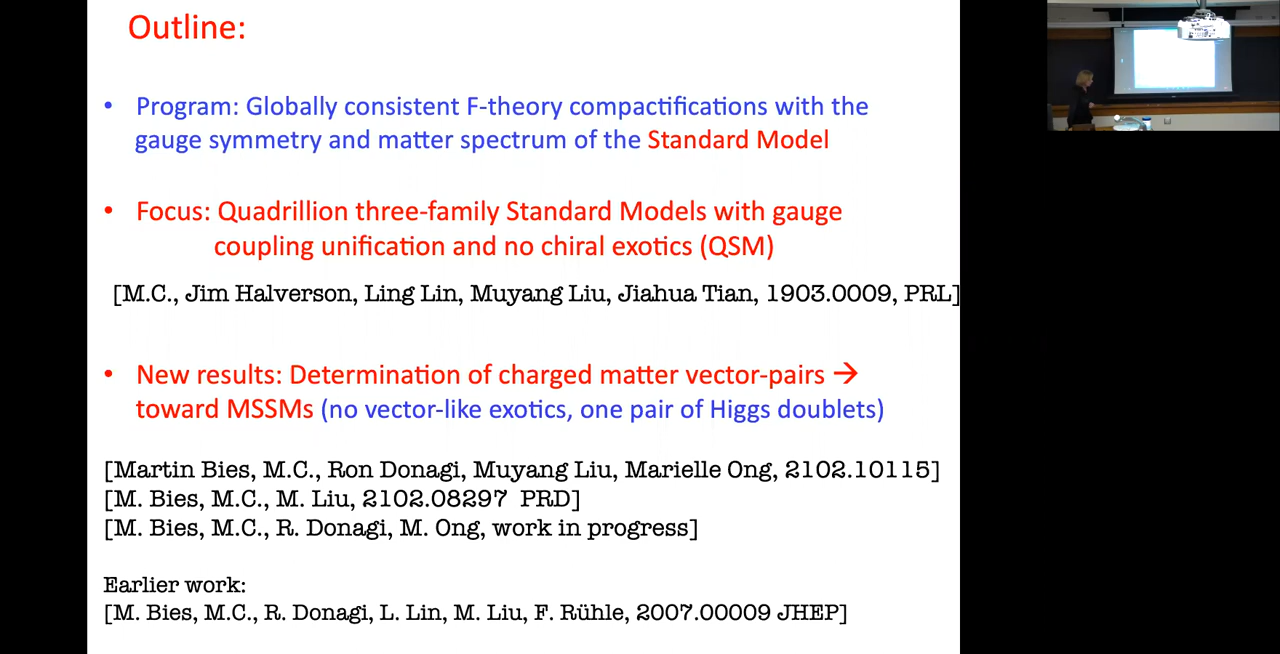 Outline:
• Program: Globally consistent F-theory compactifications with the
gauge symmetry and matter spectrum of the Standard Model
• Focus: Quadrillion three-family Standard Models with gauge
coupling unification and no chiral exotics (QSM)
[M.C., Jim Halverson, Ling Lin, Muyang Liu, Jiahua Tian, 1903.0009, PRL]
• New results: Determination of charged matter vector-pairs →
toward MSSMs (no vector-like exotics, one pair of Higgs doublets)
[Martin Bies, M.C., Ron Donagi, Muyang Liu, Marielle Ong, 2102.10115]
[M. Bies, M.C., M. Liu, 2102.08297 PRD]
[M. Bies, M.C., R. Donagi, M. Ong, work in progress]
Earlier work:
[M. Bies, M.C., R. Donagi, L. Lin, M. Liu, F. Rühle, 2007.00009 JHEP]